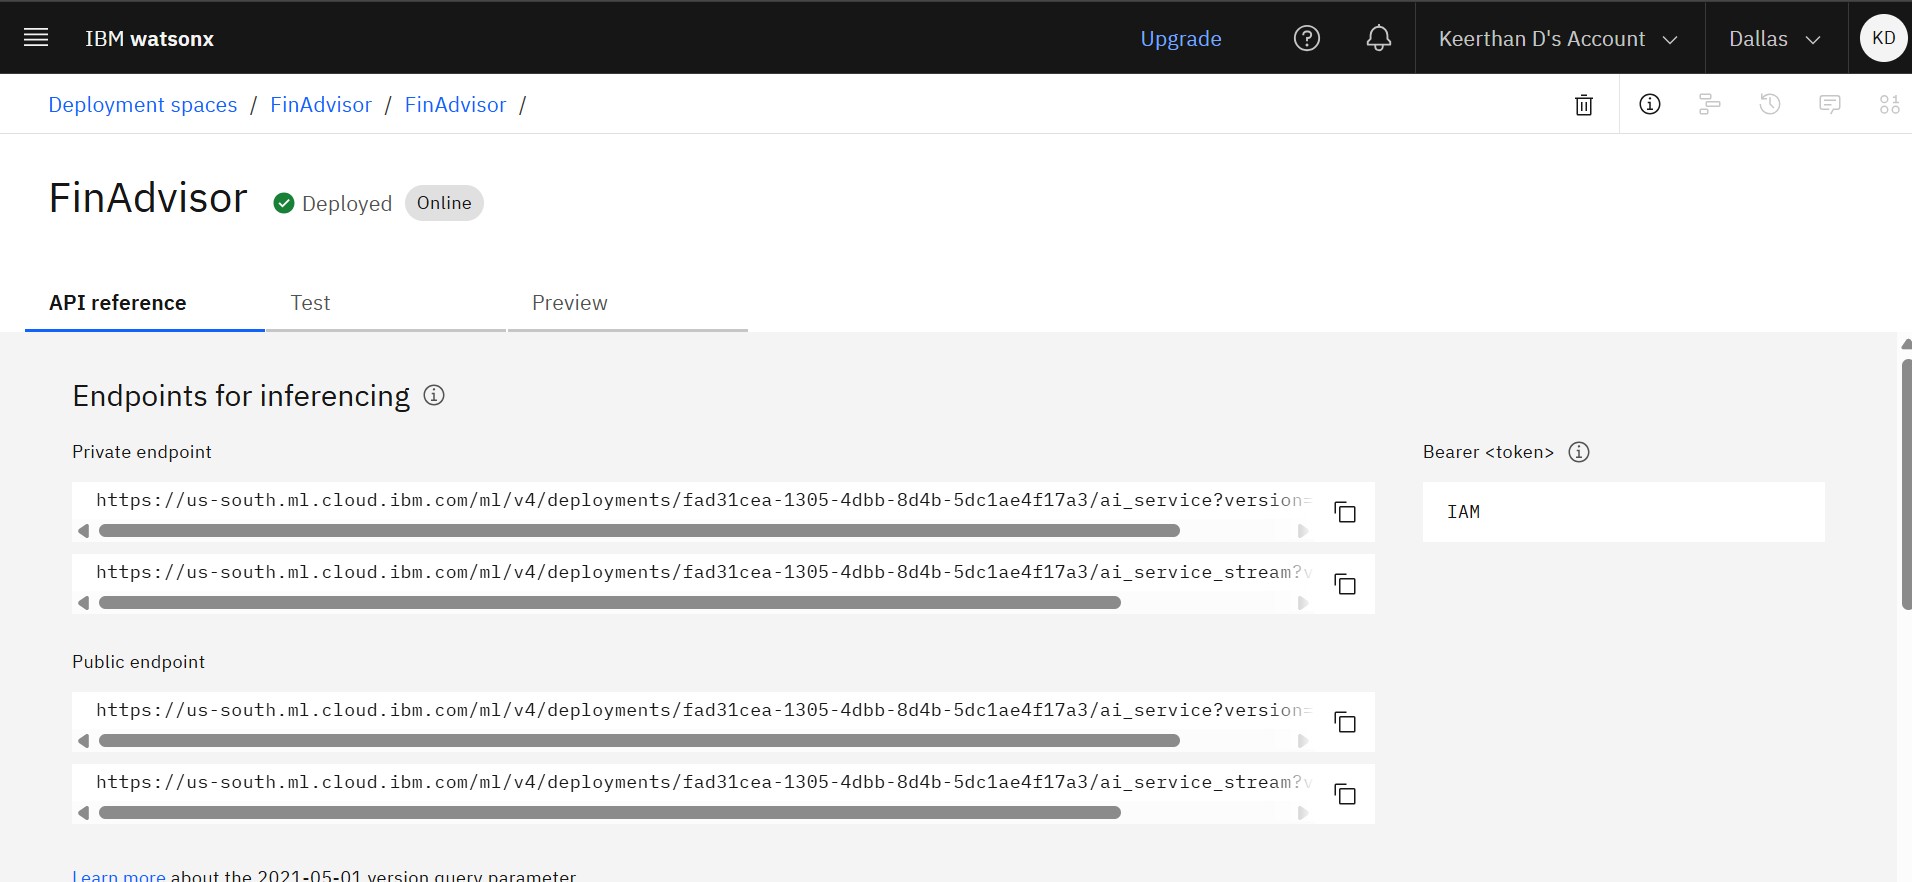 IBM watsonx
Upgrade
Keerthan D's Account
Dallas
KD
Deployment spaces / FinAdvisor / FinAdvisor /
FinAdvisor
Deployed
Online
API reference
Test
Preview
Endpoints for inferencing
Private endpoint
Bearer <token>
https://us-south.ml.cloud.ibm.com/ml/v4/deployments/fad31cea-1305-4dbb-8d4b-5dc1ae4f17a3/ai_service?version=
IAM
https://us-south.ml.cloud.ibm.com/ml/v4/deployments/fad31cea-1305-4dbb-8d4b-5dc1ae4f17a3/ai_service_stream?v
Public endpoint
https://us-south.ml.cloud.ibm.com/ml/v4/deployments/fad31cea-1305-4dbb-8d4b-5dc1ae4f17a3/ai_service?version=
https://us-south.ml.cloud.ibm.com/ml/v4/deployments/fad31cea-1305-4dbb-8d4b-5dc1ae4f17a3/ai_service_stream?v
Learn more about the 2021-05-01 version query parameter